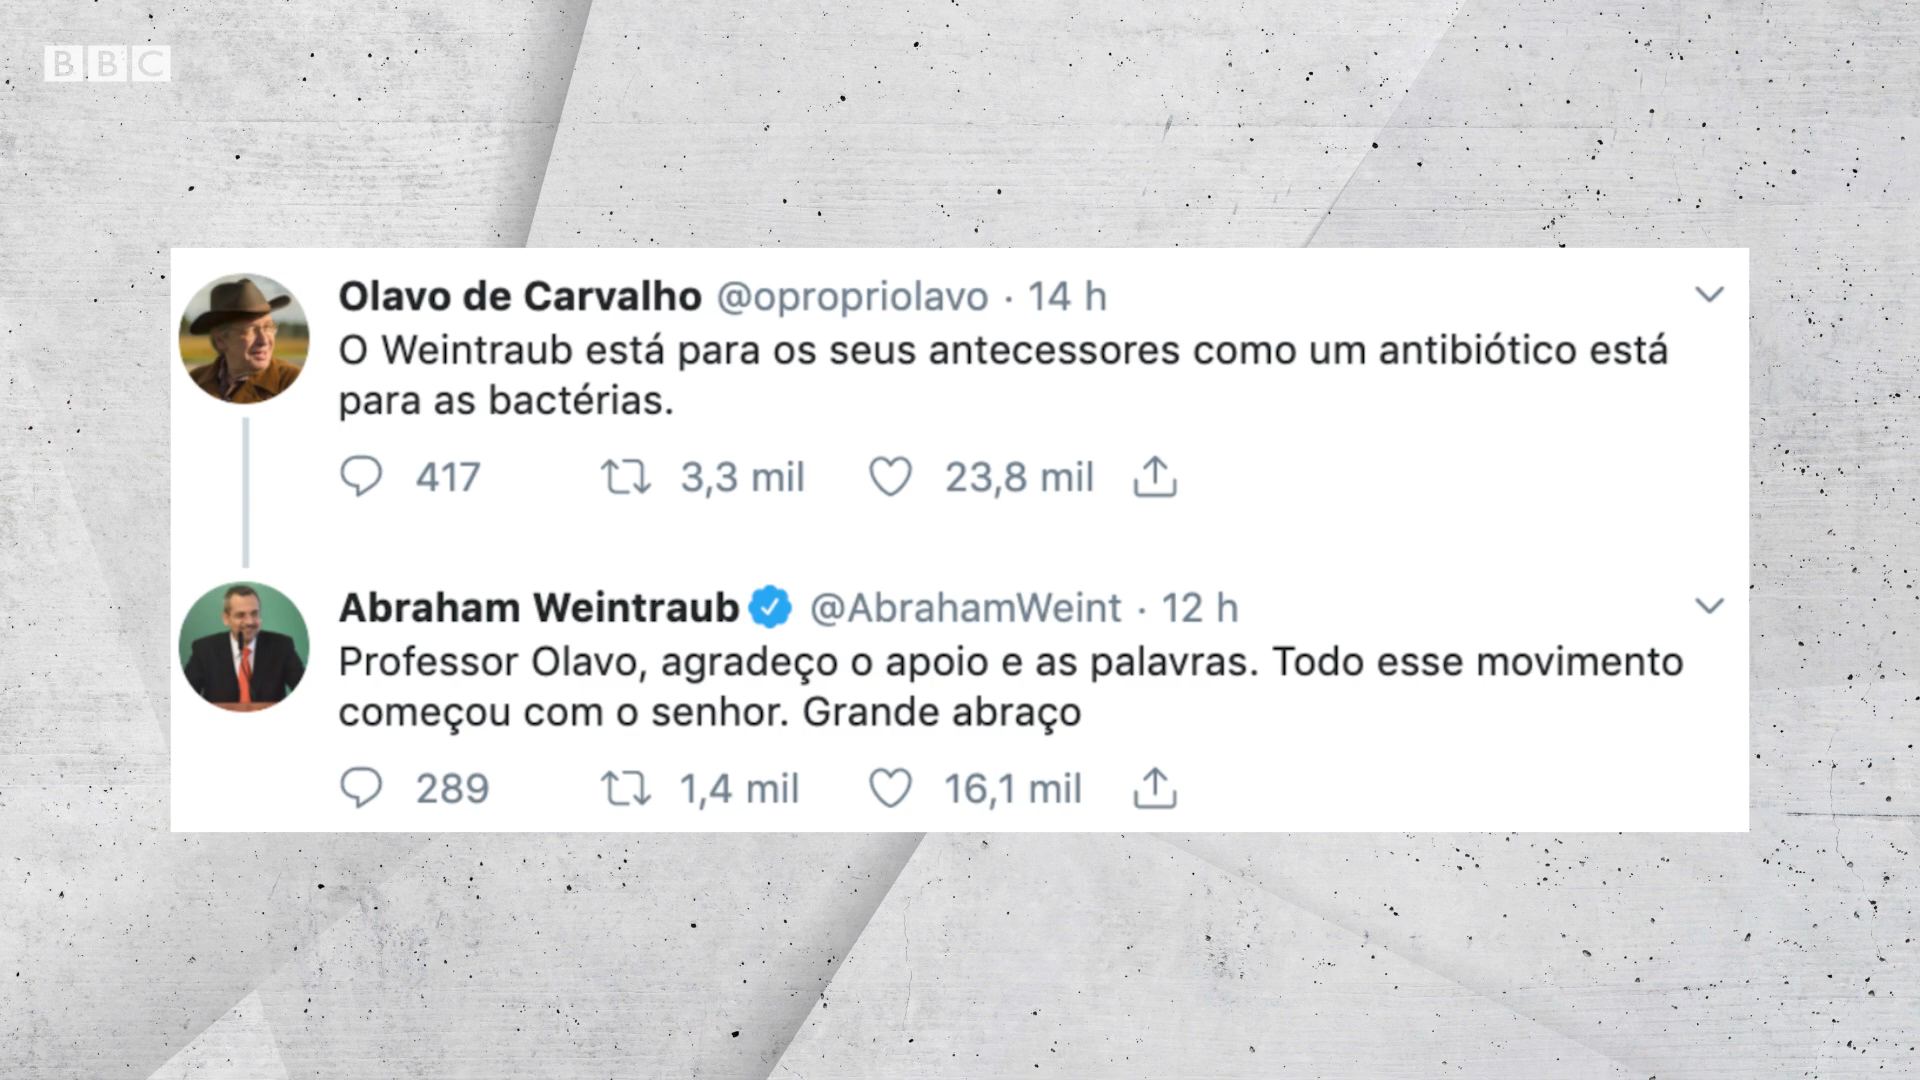 BBC
Olavo de Carvalho @opropriolavo · 14 h
O Weintraub está para os seus antecessores como um antibiótico está
para as bactérias.
417 3,3 mil 23,8 mil
Abraham Weintraub @AbrahamWeint · 12 h
Professor Olavo, agradeço o apoio e as palavras. Todo esse movimento
começou com o senhor. Grande abraço
289 1,4 mil 16,1 mil